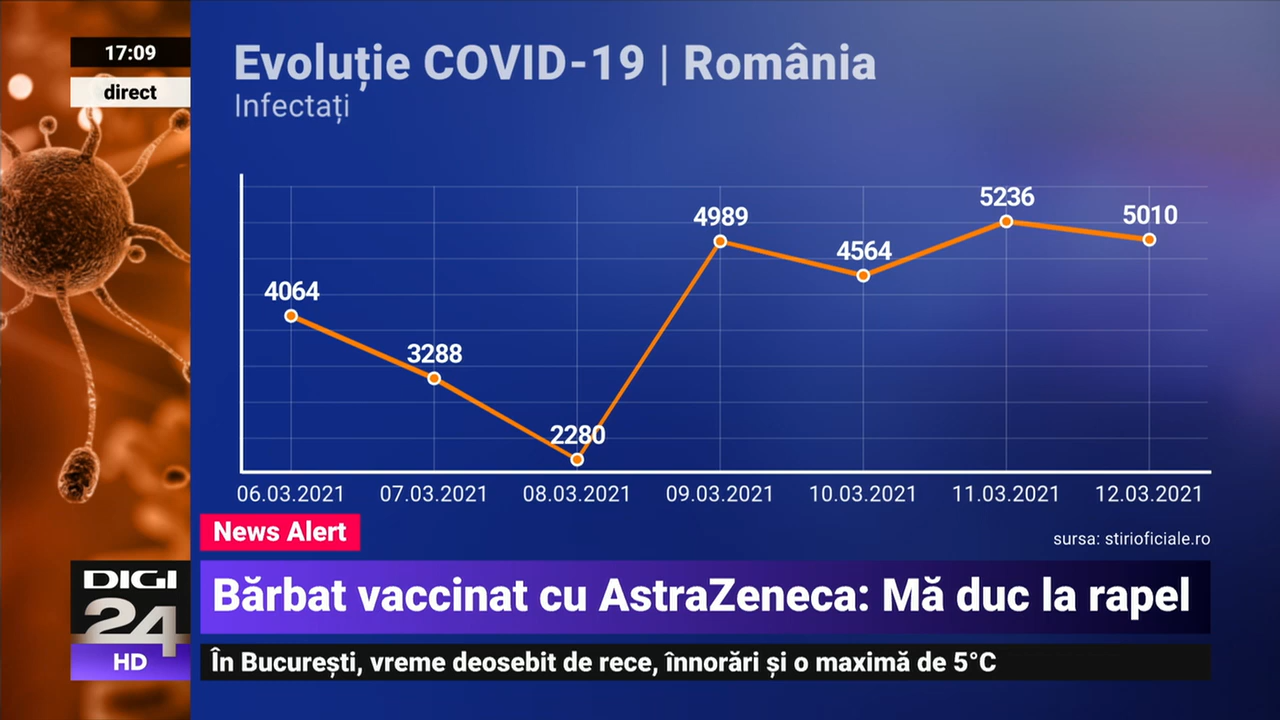 17:09
direct
Evoluție COVID-19 | România
Infectați
4064
3288
2280
4989
4564
5236
5010
06.03.2021 07.03.2021 08.03.2021 09.03.2021 10.03.2021 11.03.2021 12.03.2021
News Alert
sursa: stirioficiale.ro
DIGI
24
HD
Bărbat vaccinat cu AstraZeneca: Mă duc la rapel
În București, vreme deosebit de rece, înnorări și o maximă de 5°C